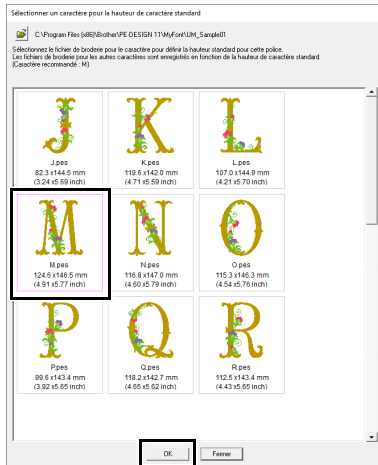 Sélectionner un caractère pour la hauteur de caractère standard
C:\Program Files (x86)\Brother\PE-DESIGN 11\MyFont\UM_Sample01
Sélectionnez le fichier de broderie pour le caractère pour définir la hauteur standard pour cette police.
Les fichiers de broderie pour les autres caractères sont enregistrés en fonction de la hauteur de caractère standard.
(Caractère recommandé : M)
J K L
J.pes K.pes L.pes
82.3 x144.5 mm 119.6 x142.0 mm 107.0 x144.9 mm
(3.24 x5.69 inch) (4.71 x5.59 inch) (4.21 x5.70 inch)
M N O
M.pes N.pes O.pes
124.6 x146.5 mm 116.8 x147.0 mm 115.3 x146.3 mm
(4.91 x5.77 inch) (4.60 x5.79 inch) (4.54 x5.76 inch)
P Q R
P.pes Q.pes R.pes
99.6 x143.4 mm 118.2 x142.7 mm 112.5 x143.4 mm
(3.92 x5.65 inch) (4.65 x5.62 inch) (4.43 x5.65 inch)
OK Fermer